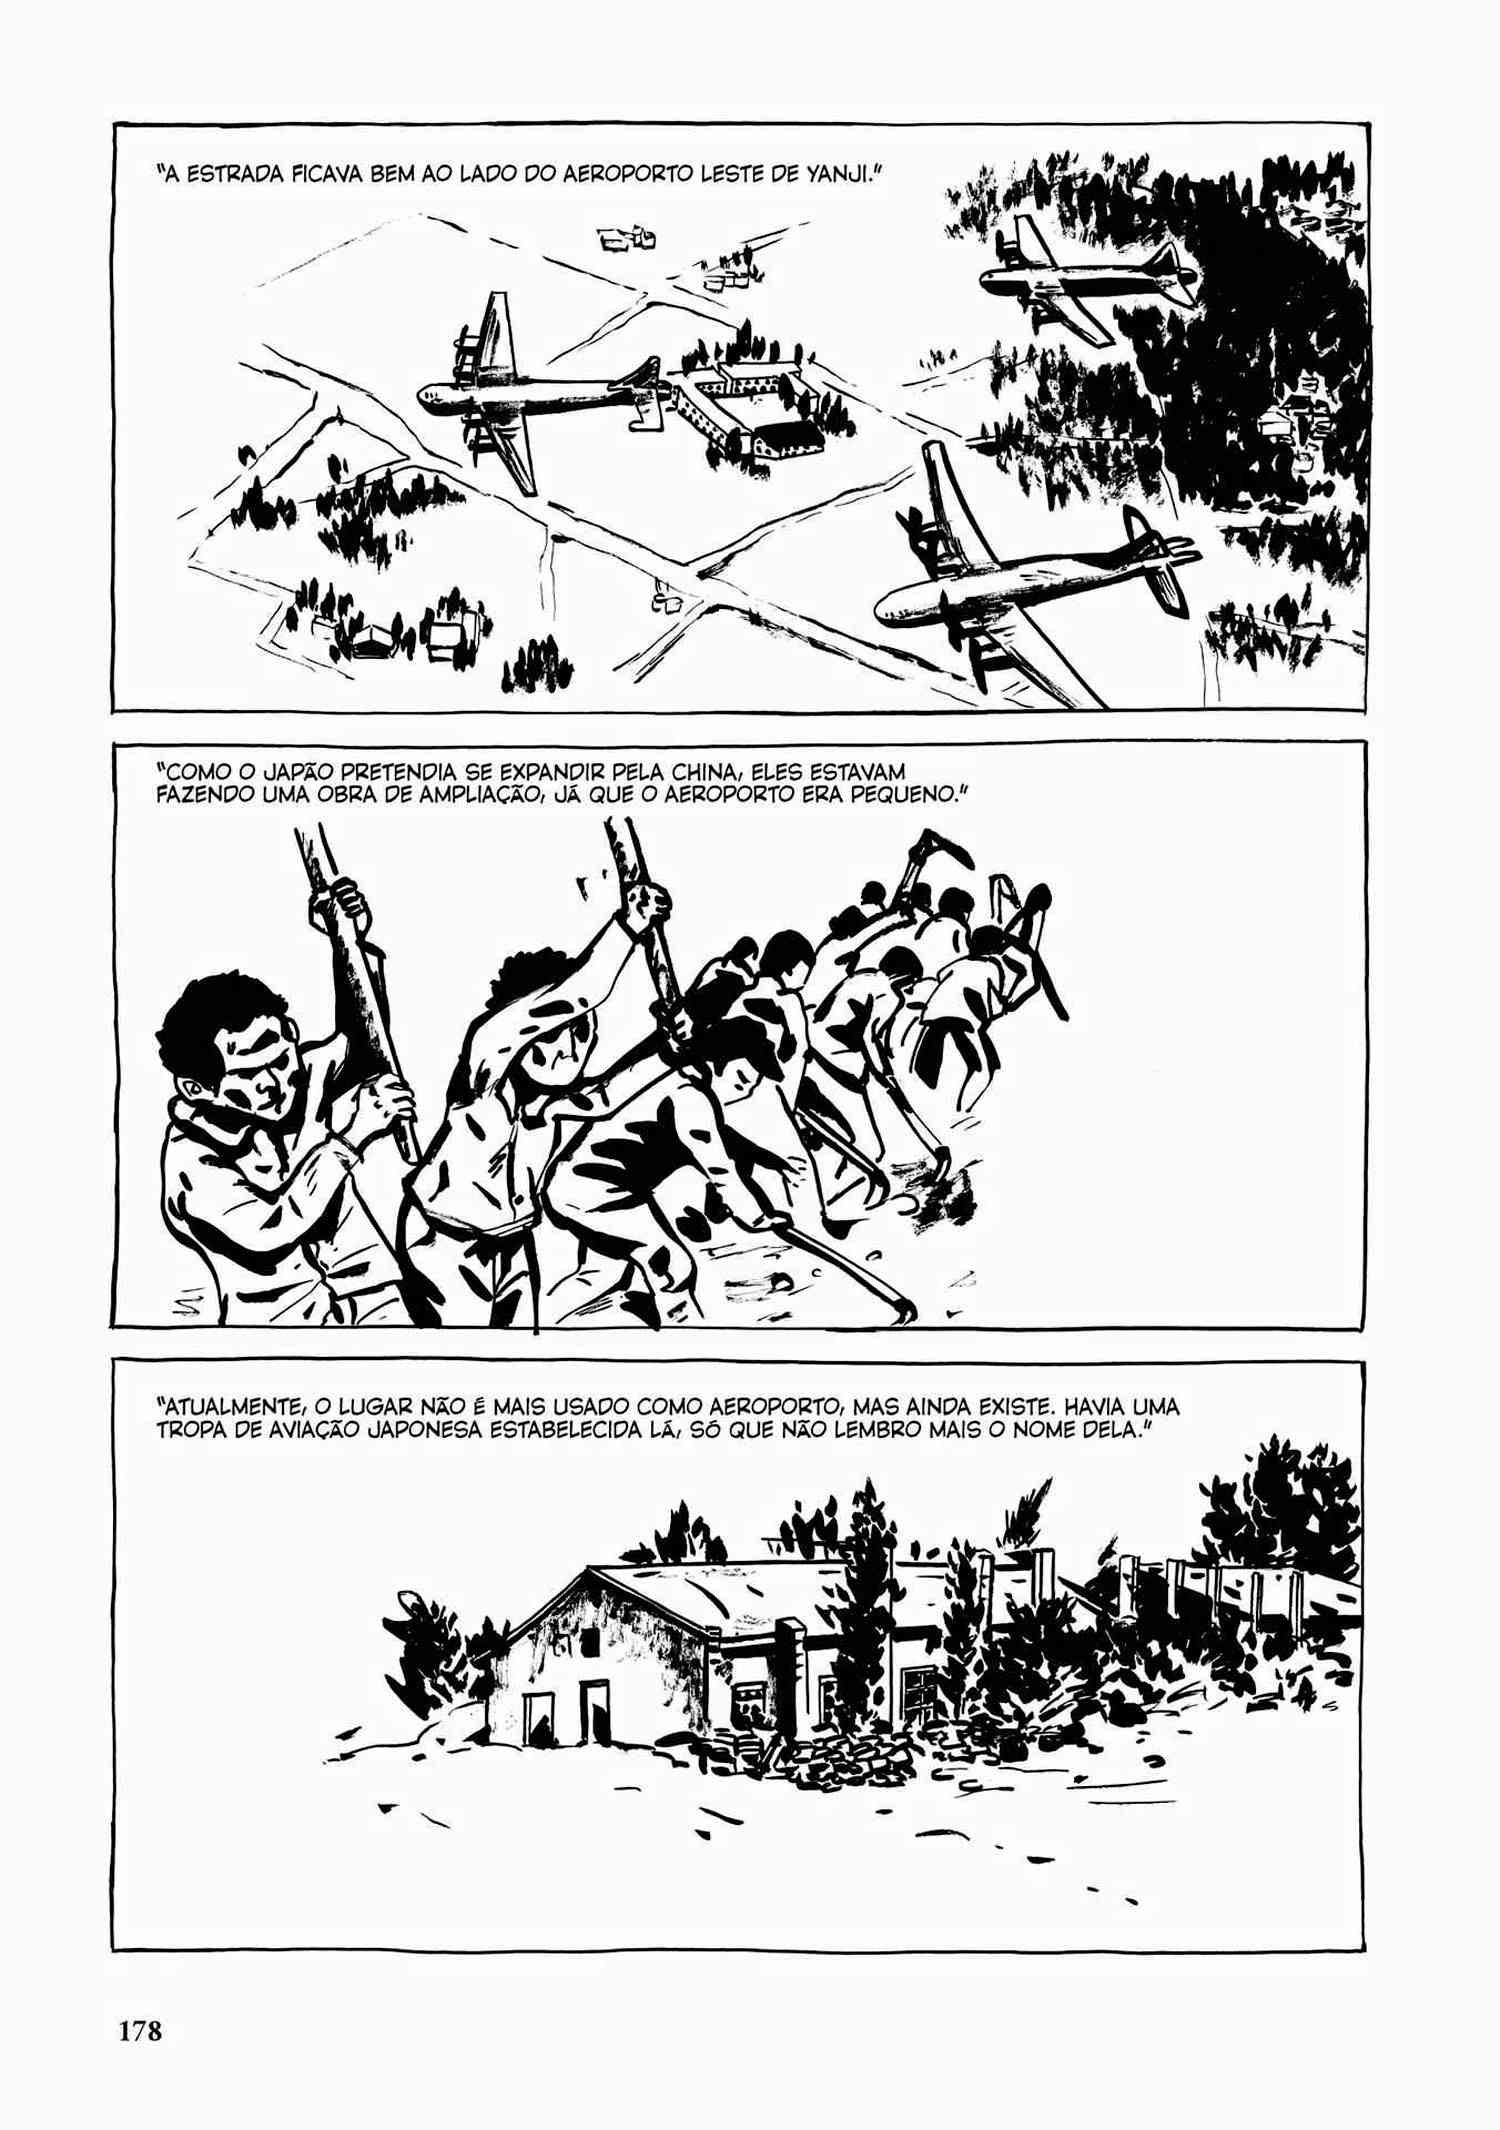 "A ESTRADA FICAVA BEM AO LADO DO AEROPORTO LESTE DE YANJI."
"COMO O JAPÃO PRETENDIA SE EXPANDIR PELA CHINA, ELES ESTAVAM
FAZENDO UMA OBRA DE AMPLIAÇÃO, JÁ QUE O AEROPORTO ERA PEQUENO."
"ATUALMENTE, O LUGAR NÃO É MAIS USADO COMO AEROPORTO, MAS AINDA EXISTE. HAVIA UMA
TROPA DE AVIAÇÃO JAPONESA ESTABELECIDA LÁ, SÓ QUE NÃO LEMBRO MAIS O NOME DELA."
178